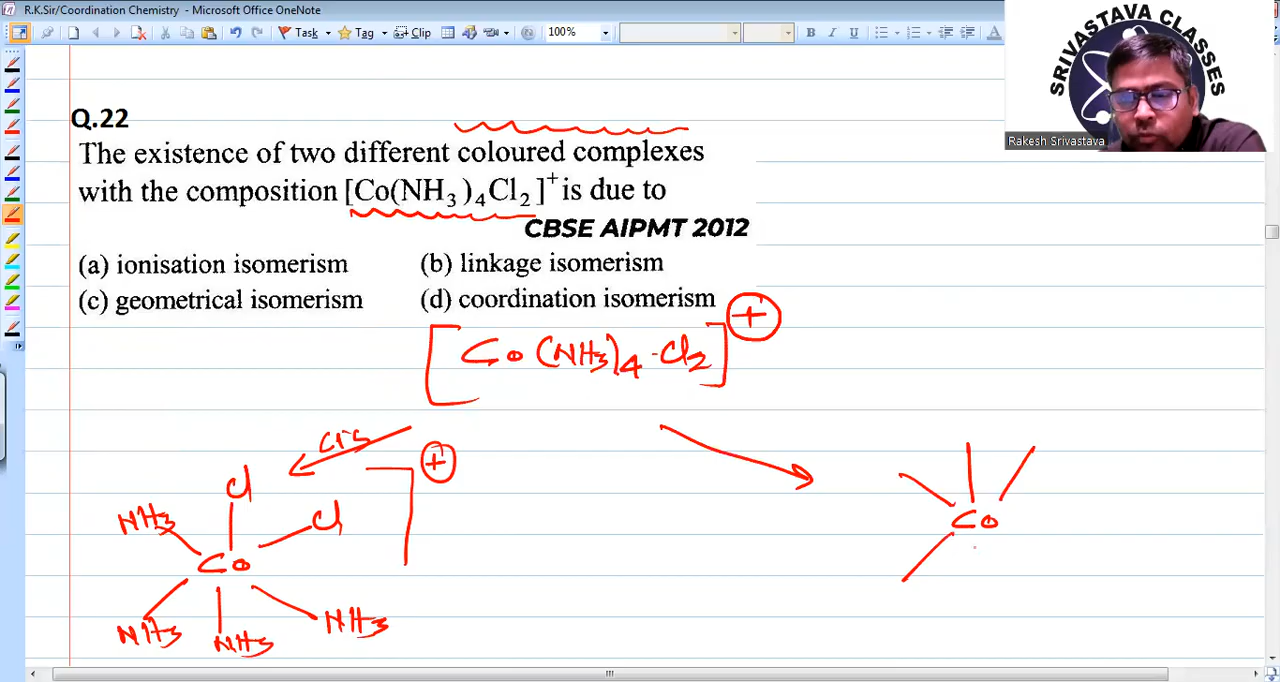 R.K.Sir/Coordination Chemistry - Microsoft Office OneNote
Task
Tag
Clip
100%
B I U
A
SRIVASTAVA CLASSES
Rakesh Srivastava
Q.22
The existence of two different coloured complexes
with the composition [Co(NH₃)₄Cl₂]⁺ is due to
CBSE AIPMT 2012
(a) ionisation isomerism (b) linkage isomerism
(c) geometrical isomerism (d) coordination isomerism
[Co(NH3)4·Cl2]⊕
cis
⊕
Cl
Cl
NH3
Co
Co
NH3
NH3
NH3